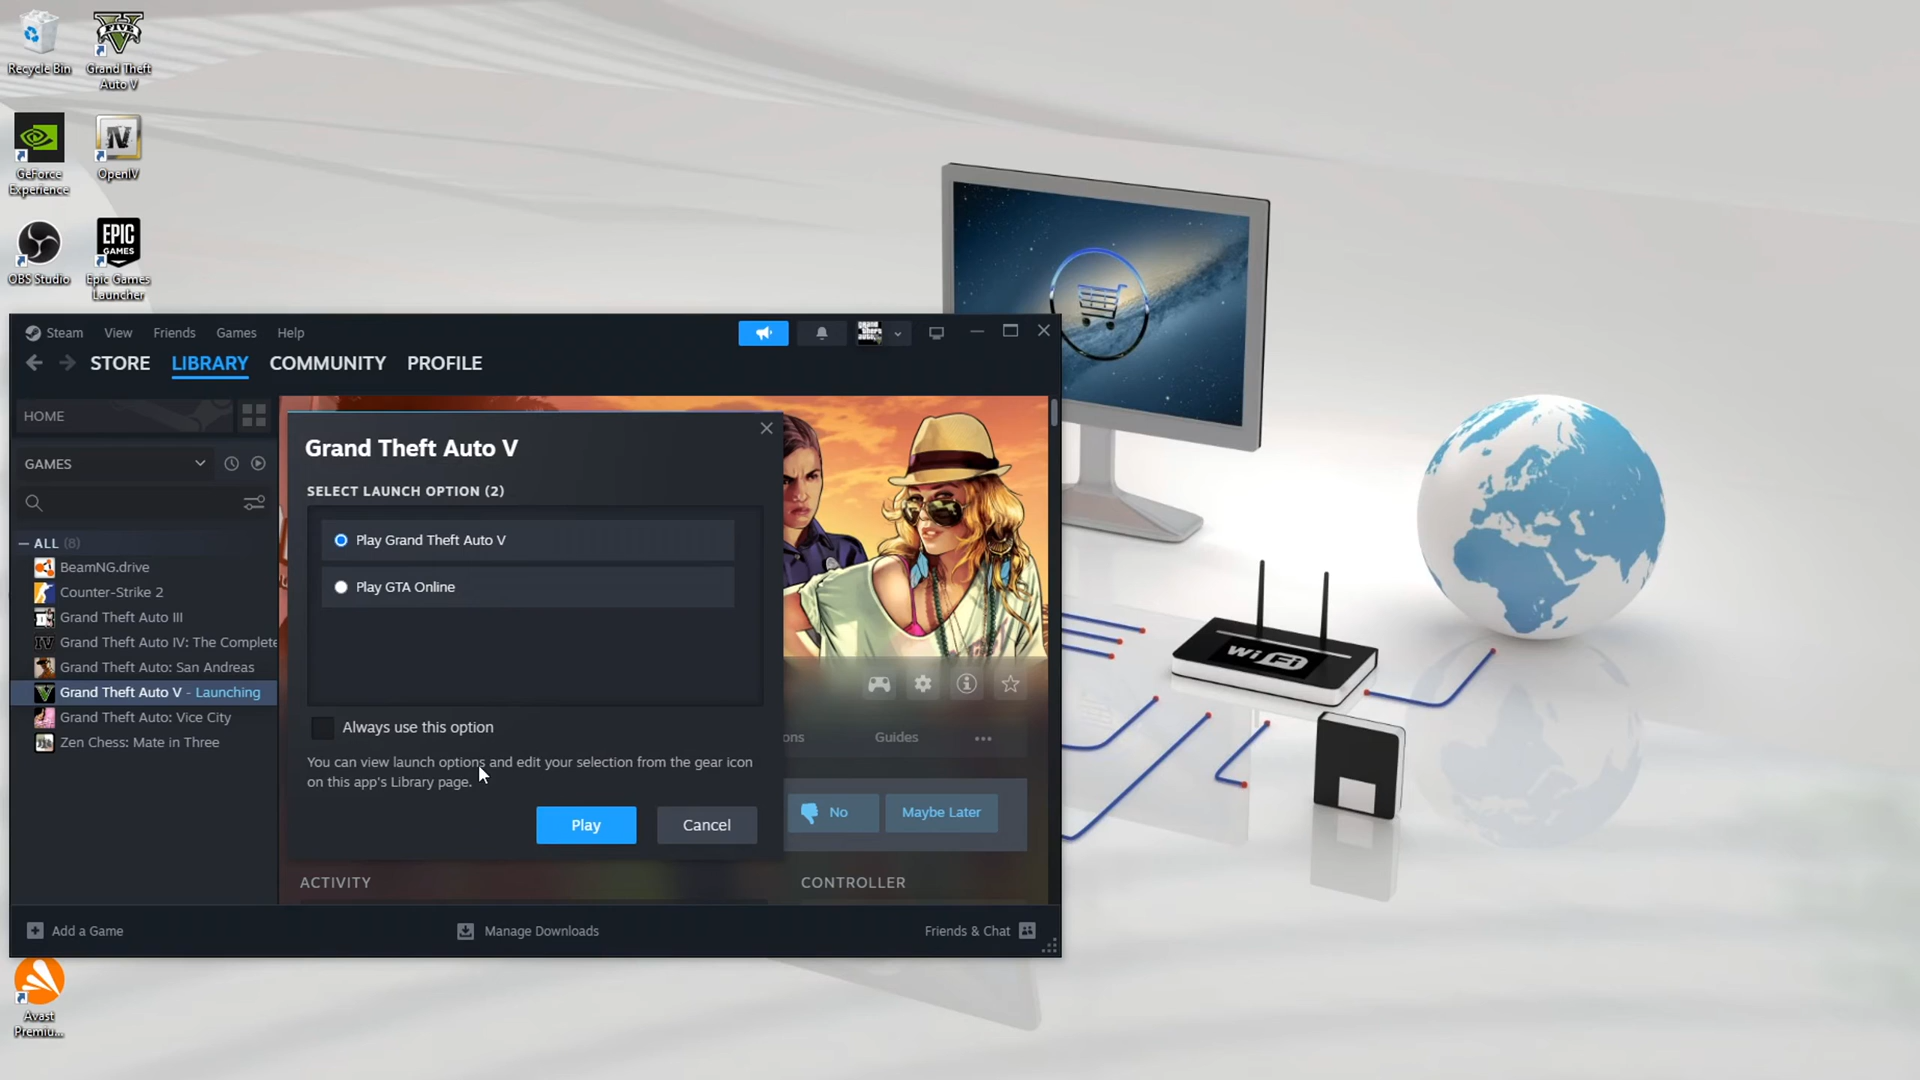 Recycle Bin
Grand Theft
Auto V
GeForce
Experience
OpenIV
OBS Studio
EPIC
GAMES
Epic Games
Launcher
Steam
View
Friends
Games
Help
STORE
LIBRARY
COMMUNITY
PROFILE
HOME
GAMES
ALL (8)
BeamNG.drive
Counter-Strike 2
Grand Theft Auto III
Grand Theft Auto IV: The Complete
Grand Theft Auto: San Andreas
Grand Theft Auto V - Launching
Grand Theft Auto: Vice City
Zen Chess: Mate in Three
Grand Theft Auto V
SELECT LAUNCH OPTION (2)
Play Grand Theft Auto V
Play GTA Online
Always use this option
You can view launch options and edit your selection from the gear icon
on this app's Library page.
Play
Cancel
ons
Guides
No
Maybe Later
ACTIVITY
CONTROLLER
Add a Game
Manage Downloads
Friends & Chat
Avast
Premiu...
WiFi